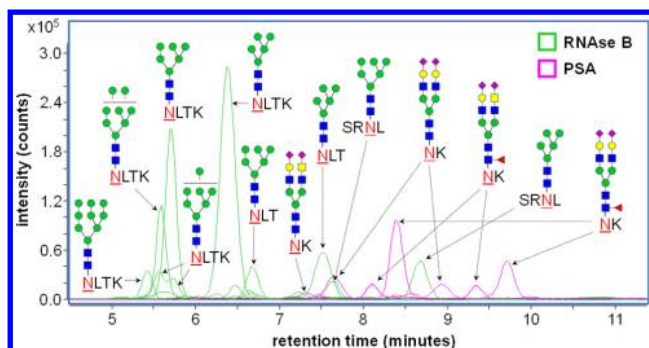 ×10⁵
3.0
2.4
1.8
1.2
0.6
0.0
intensity (counts)
5
6
7
8
9
10
11
retention time (minutes)
RNAse B
PSA
NLTK
NLTK
NLTK
NLTK
NLTK
NLT
NK
NLT
SRNL
NK
NK
SRNL
NK